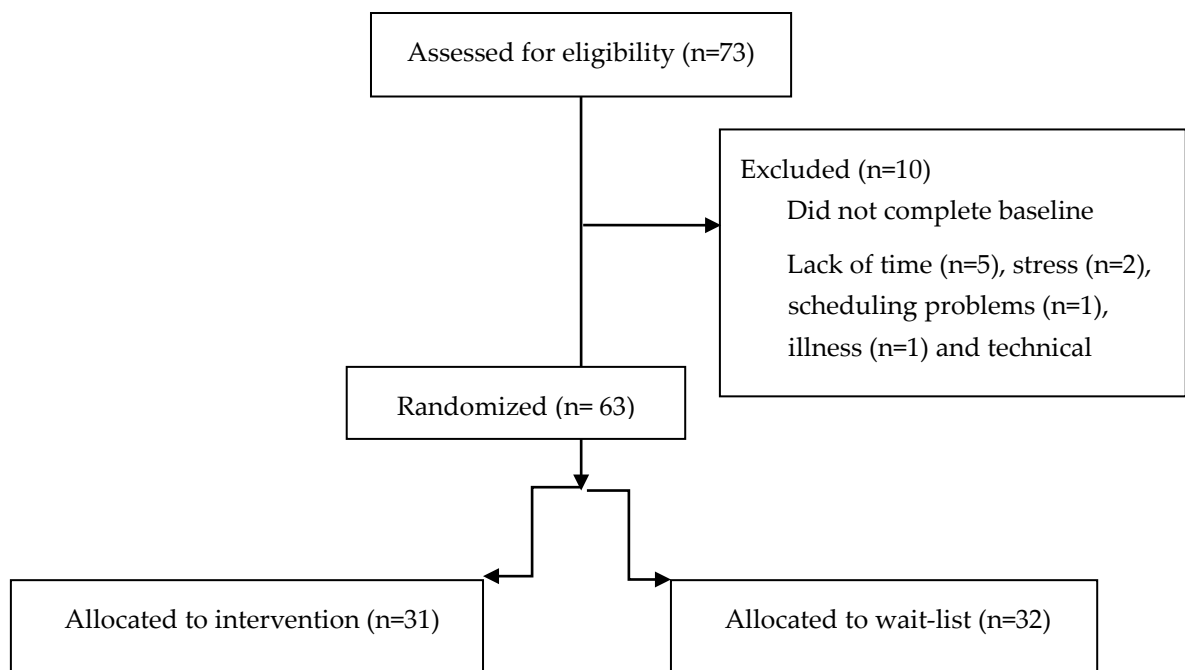 Assessed for eligibility (n=73)
Excluded (n=10)
Did not complete baseline
Lack of time (n=5), stress (n=2),
scheduling problems (n=1),
illness (n=1) and technical
Randomized (n= 63)
Allocated to intervention (n=31)
Allocated to wait-list (n=32)